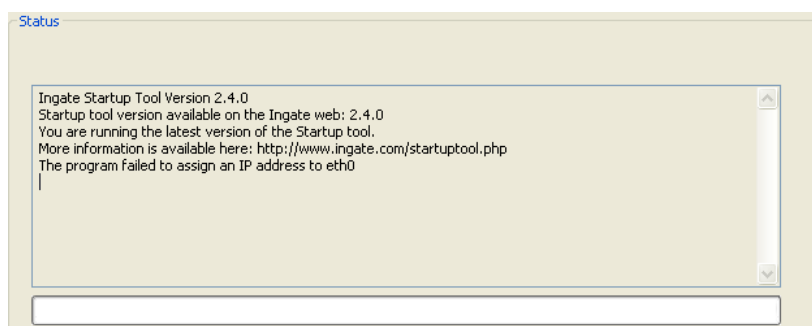 Status
Ingate Startup Tool Version 2.4.0
Startup tool version available on the Ingate web: 2.4.0
You are running the latest version of the Startup tool.
More information is available here: http://www.ingate.com/startuptool.php
The program failed to assign an IP address to eth0